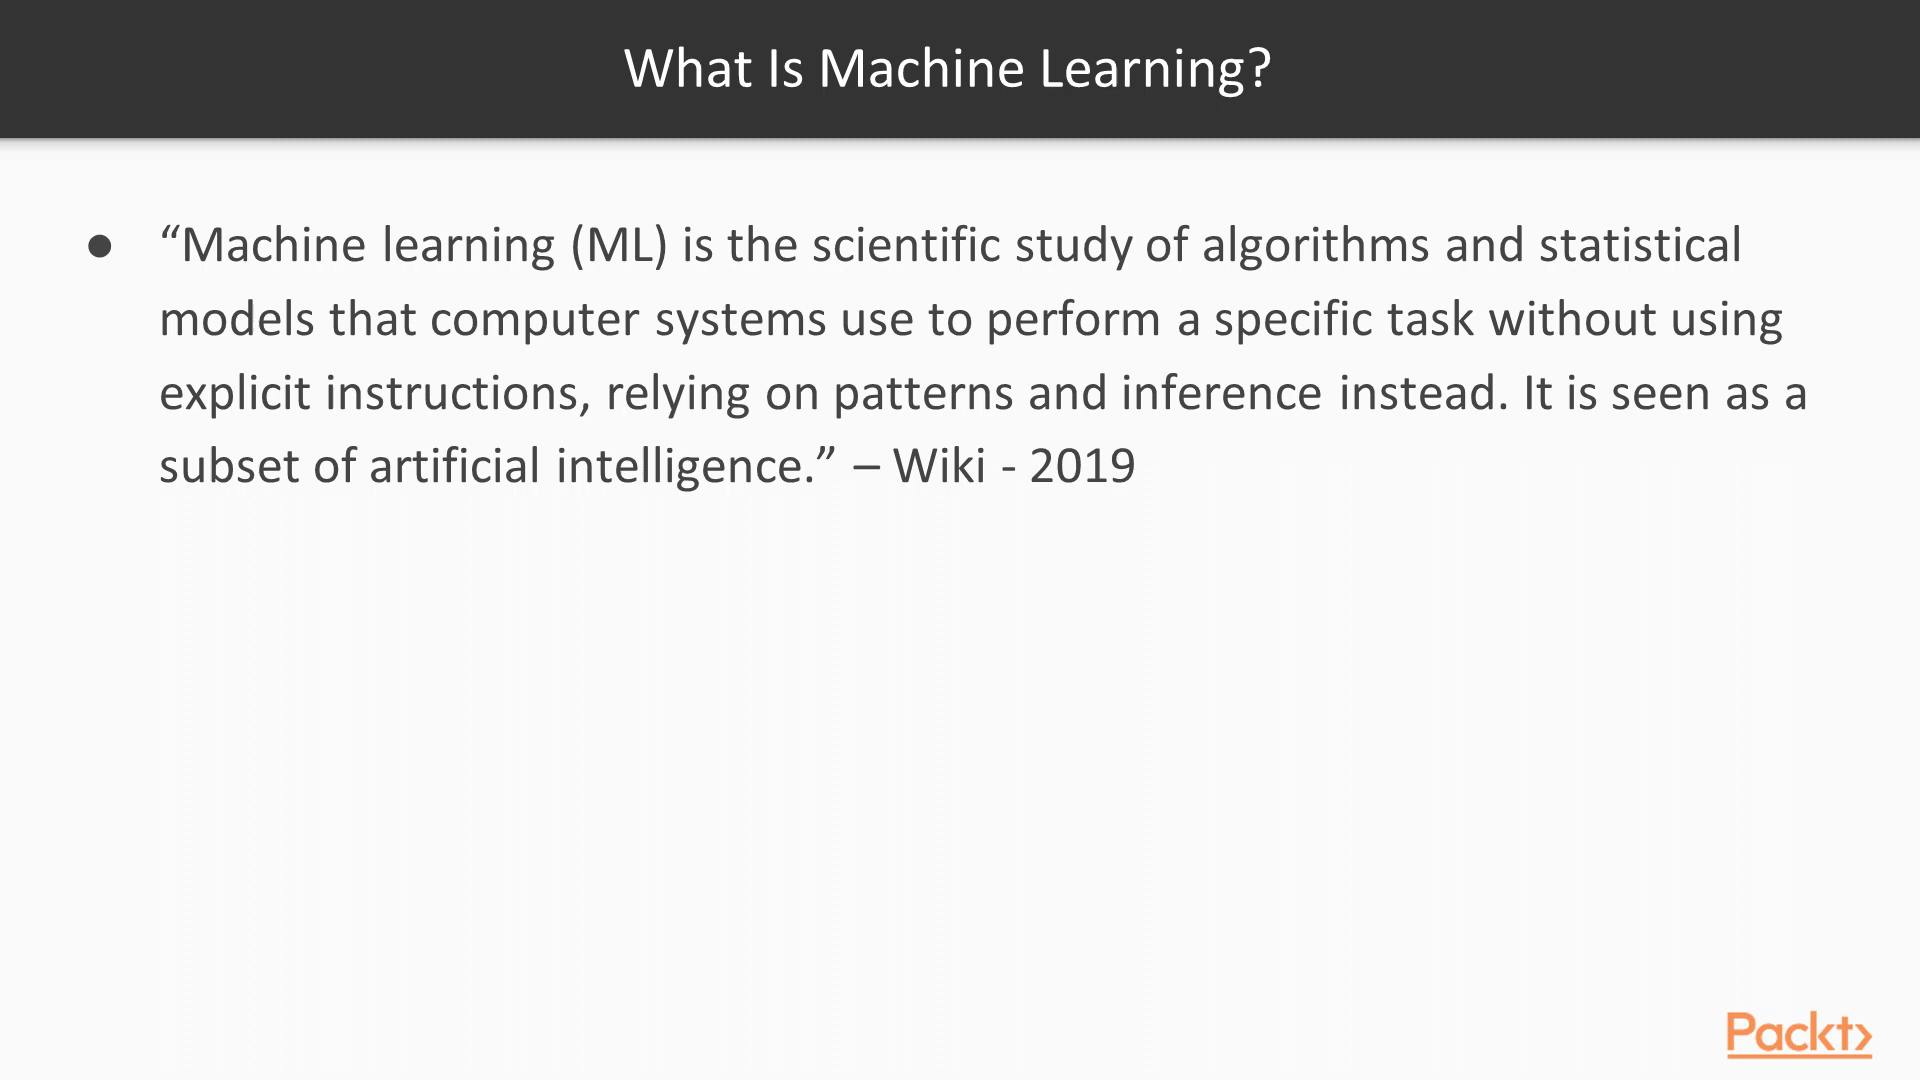 What Is Machine Learning?
● “Machine learning (ML) is the scientific study of algorithms and statistical
models that computer systems use to perform a specific task without using
explicit instructions, relying on patterns and inference instead. It is seen as a
subset of artificial intelligence.” – Wiki - 2019
Packt>